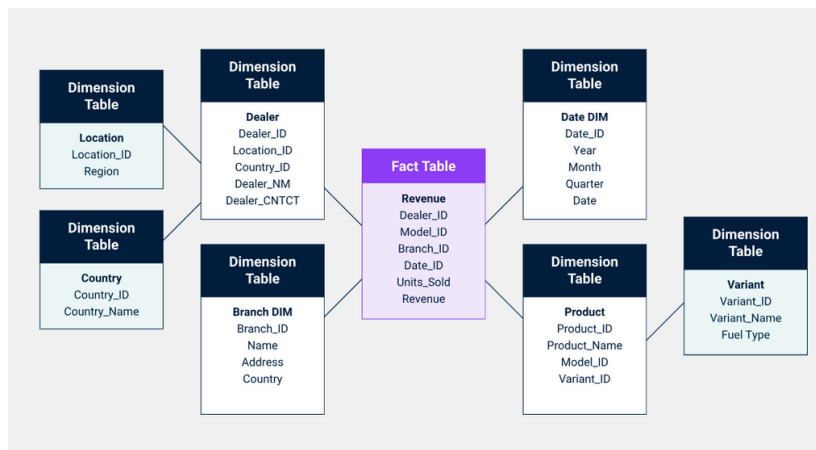 Dimension
Table
Location
Location_ID
Region
Dimension
Table
Country
Country_ID
Country_Name
Dimension
Table
Dealer
Dealer_ID
Location_ID
Country_ID
Dealer_NM
Dealer_CNTCT
Dimension
Table
Branch DIM
Branch_ID
Name
Address
Country
Fact Table
Revenue
Dealer_ID
Model_ID
Branch_ID
Date_ID
Units_Sold
Revenue
Dimension
Table
Date DIM
Date_ID
Year
Month
Quarter
Date
Dimension
Table
Product
Product_ID
Product_Name
Model_ID
Variant_ID
Dimension
Table
Variant
Variant_ID
Variant_Name
Fuel Type